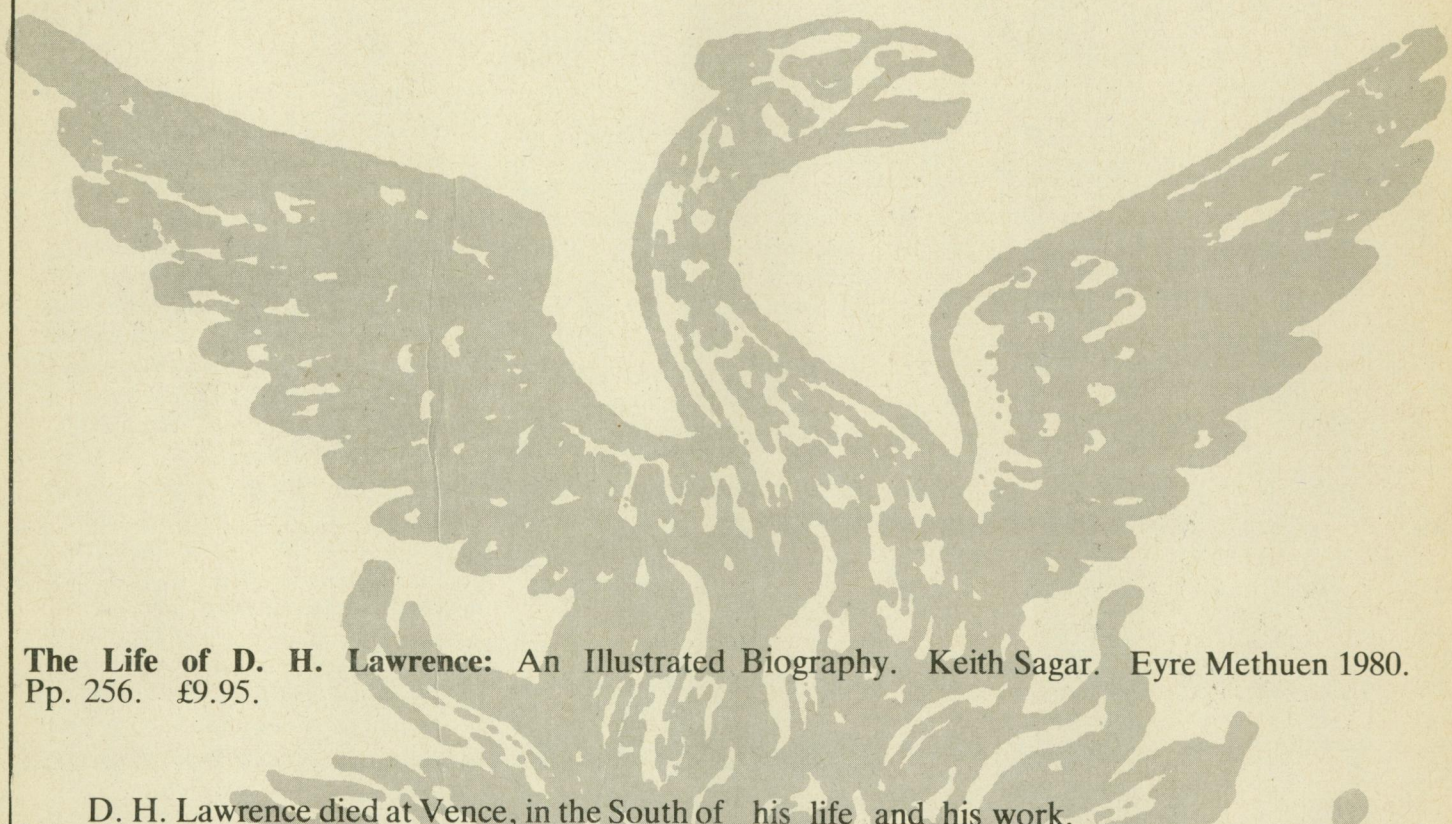 The Life of D. H. Lawrence: An Illustrated Biography. Keith Sagar. Eyre Methuen 1980.
Pp. 256. £9.95.
D. H. Lawrence died at Vence, in the South of
his life and his work.